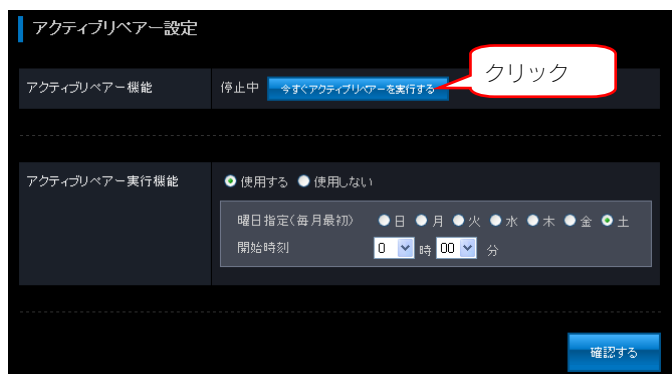 アクティブリペアー設定
クリック
アクティブリペアー機能 停止中 今すぐアクティブリペアーを実行する
アクティブリペアー実行機能 使用する 使用しない
曜日指定(毎月最初) 日 月 火 水 木 金 土
開始時刻 0 時 00 分
確認する